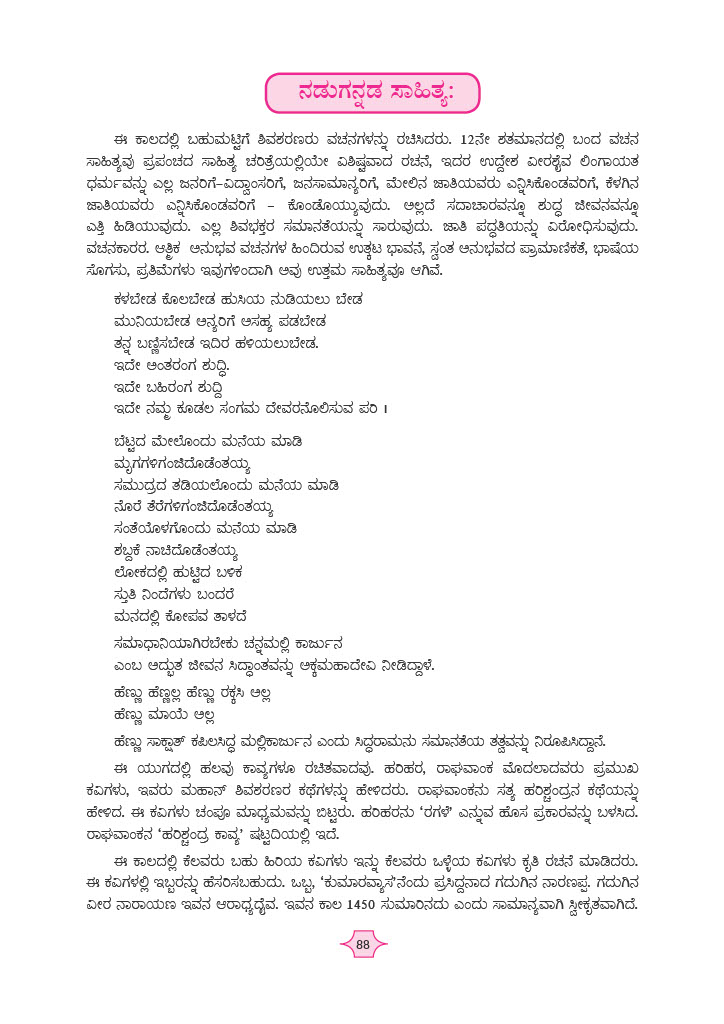 ನಡುಗನ್ನಡ ಸಾಹಿತ್ಯ:
ಈ ಕಾಲದಲ್ಲಿ ಬಹುಮಟ್ಟಿಗೆ ಶಿವಶರಣರು ವಚನಗಳನ್ನು ರಚಿಸಿದರು. 12ನೇ ಶತಮಾನದಲ್ಲಿ ಬಂದ ವಚನ
ಸಾಹಿತ್ಯವು ಪ್ರಪಂಚದ ಸಾಹಿತ್ಯ ಚರಿತ್ರೆಯಲ್ಲಿಯೇ ವಿಶಿಷ್ಟವಾದ ರಚನೆ, ಇದರ ಉದ್ದೇಶ ವೀರಶೈವ ಲಿಂಗಾಯತ
ಧರ್ಮವನ್ನು ಎಲ್ಲ ಜನರಿಗೆ–ವಿದ್ವಾಂಸರಿಗೆ, ಜನಸಾಮಾನ್ಯರಿಗೆ, ಮೇಲಿನ ಜಾತಿಯವರು ಎನ್ನಿಸಿಕೊಂಡವರಿಗೆ, ಕೆಳಗಿನ
ಜಾತಿಯವರು ಎನ್ನಿಸಿಕೊಂಡವರಿಗೆ – ಕೊಂಡೊಯ್ಯುವುದು. ಅಲ್ಲದೆ ಸದಾಚಾರವನ್ನೂ ಶುದ್ಧ ಜೀವನವನ್ನೂ
ಎತ್ತಿ ಹಿಡಿಯುವುದು. ಎಲ್ಲ ಶಿವಭಕ್ತರ ಸಮಾನತೆಯನ್ನು ಸಾರುವುದು. ಜಾತಿ ಪದ್ಧತಿಯನ್ನು ವಿರೋಧಿಸುವುದು.
ವಚನಕಾರರ. ಆತ್ಮಿಕ ಅನುಭವ ವಚನಗಳ ಹಿಂದಿರುವ ಉತ್ಕಟ ಭಾವನೆ, ಸ್ವಂತ ಅನುಭವದ ಪ್ರಾಮಾಣಿಕತೆ, ಭಾಷೆಯ
ಸೊಗಸು, ಪ್ರತಿಮೆಗಳು ಇವುಗಳಿಂದಾಗಿ ಅವು ಉತ್ತಮ ಸಾಹಿತ್ಯವೂ ಆಗಿವೆ.
ಕಳಬೇಡ ಕೊಲಬೇಡ ಹುಸಿಯ ನುಡಿಯಲು ಬೇಡ
ಮುನಿಯಬೇಡ ಅನ್ಯರಿಗೆ ಅಸಹ್ಯ ಪಡಬೇಡ
ತನ್ನ ಬಣ್ಣಿಸಬೇಡ ಇದಿರ ಹಳಿಯಲುಬೇಡ.
ಇದೇ ಅಂತರಂಗ ಶುದ್ಧಿ.
ಇದೇ ಬಹಿರಂಗ ಶುದ್ದಿ
ಇದೇ ನಮ್ಮ ಕೂಡಲ ಸಂಗಮ ದೇವರನೊಲಿಸುವ ಪರಿ ।
ಬೆಟ್ಟದ ಮೇಲೊಂದು ಮನೆಯ ಮಾಡಿ
ಮೃಗಗಳಿಗಂಜಿದೊಡೆಂತಯ್ಯ
ಸಮುದ್ರದ ತಡಿಯಲೊಂದು ಮನೆಯ ಮಾಡಿ
ನೊರೆ ತೆರೆಗಳಿಗಂಜಿದೊಡೆಂತಯ್ಯ
ಸಂತೆಯೊಳಗೊಂದು ಮನೆಯ ಮಾಡಿ
ಶಬ್ದಕೆ ನಾಚಿದೊಡೆಂತಯ್ಯ
ಲೋಕದಲ್ಲಿ ಹುಟ್ಟಿದ ಬಳಿಕ
ಸ್ತುತಿ ನಿಂದೆಗಳು ಬಂದರೆ
ಮನದಲ್ಲಿ ಕೋಪವ ತಾಳದೆ
ಸಮಾಧಾನಿಯಾಗಿರಬೇಕು ಚನ್ನಮಲ್ಲಿ ಕಾರ್ಜುನ
ಎಂಬ ಅದ್ಭುತ ಜೀವನ ಸಿದ್ಧಾಂತವನ್ನು ಅಕ್ಕಮಹಾದೇವಿ ನೀಡಿದ್ದಾಳೆ.
ಹೆಣ್ಣು ಹೆಣ್ಣಲ್ಲ ಹೆಣ್ಣು ರಕ್ಕಸಿ ಅಲ್ಲ
ಹೆಣ್ಣು ಮಾಯೆ ಅಲ್ಲ
ಹೆಣ್ಣು ಸಾಕ್ಷಾತ್ ಕಪಿಲಸಿದ್ಧ ಮಲ್ಲಿಕಾರ್ಜುನ ಎಂದು ಸಿದ್ಧರಾಮನು ಸಮಾನತೆಯ ತತ್ವವನ್ನು ನಿರೂಪಿಸಿದ್ದಾನೆ.
ಈ ಯುಗದಲ್ಲಿ ಹಲವು ಕಾವ್ಯಗಳೂ ರಚಿತವಾದವು. ಹರಿಹರ, ರಾಘವಾಂಕ ಮೊದಲಾದವರು ಪ್ರಮುಖ
ಕವಿಗಳು, ಇವರು ಮಹಾನ್ ಶಿವಶರಣರ ಕಥೆಗಳನ್ನು ಹೇಳಿದರು. ರಾಘವಾಂಕನು ಸತ್ಯ ಹರಿಶ್ಚಂದ್ರನ ಕಥೆಯನ್ನು
ಹೇಳಿದ. ಈ ಕವಿಗಳು ಚಂಪೂ ಮಾಧ್ಯಮವನ್ನು ಬಿಟ್ಟರು. ಹರಿಹರನು ‘ರಗಳೆ’ ಎನ್ನುವ ಹೊಸ ಪ್ರಕಾರವನ್ನು ಬಳಸಿದ.
ರಾಘವಾಂಕನ ‘ಹರಿಶ್ಚಂದ್ರ ಕಾವ್ಯ’ ಷಟ್ಪದಿಯಲ್ಲಿ ಇದೆ.
ಈ ಕಾಲದಲ್ಲಿ ಕೆಲವರು ಬಹು ಹಿರಿಯ ಕವಿಗಳು ಇನ್ನು ಕೆಲವರು ಒಳ್ಳೆಯ ಕವಿಗಳು ಕೃತಿ ರಚನೆ ಮಾಡಿದರು.
ಈ ಕವಿಗಳಲ್ಲಿ ಇಬ್ಬರನ್ನು ಹೆಸರಿಸಬಹುದು. ಒಬ್ಬ, ‘ಕುಮಾರವ್ಯಾಸ’ನೆಂದು ಪ್ರಸಿದ್ದನಾದ ಗದುಗಿನ ನಾರಣಪ್ಪ. ಗದುಗಿನ
ವೀರ ನಾರಾಯಣ ಇವನ ಆರಾಧ್ಯದೈವ. ಇವನ ಕಾಲ 1450 ಸುಮಾರಿನದು ಎಂದು ಸಾಮಾನ್ಯವಾಗಿ ಸ್ವೀಕೃತವಾಗಿದೆ.
88